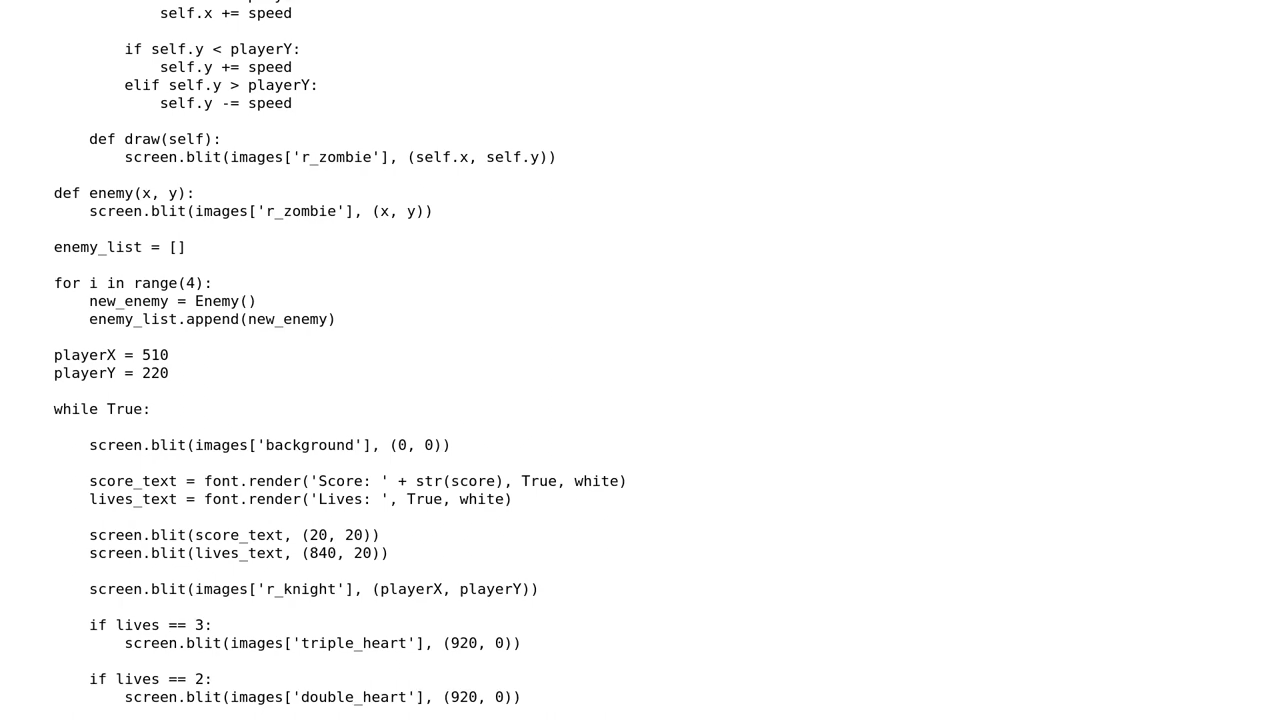 self.x += speed
if self.y < playerY:
self.y += speed
elif self.y > playerY:
self.y -= speed
def draw(self):
screen.blit(images['r_zombie'], (self.x, self.y))
def enemy(x, y):
screen.blit(images['r_zombie'], (x, y))
enemy_list = []
for i in range(4):
new_enemy = Enemy()
enemy_list.append(new_enemy)
playerX = 510
playerY = 220
while True:
screen.blit(images['background'], (0, 0))
score_text = font.render('Score: ' + str(score), True, white)
lives_text = font.render('Lives: ', True, white)
screen.blit(score_text, (20, 20))
screen.blit(lives_text, (840, 20))
screen.blit(images['r_knight'], (playerX, playerY))
if lives == 3:
screen.blit(images['triple_heart'], (920, 0))
if lives == 2:
screen.blit(images['double_heart'], (920, 0))